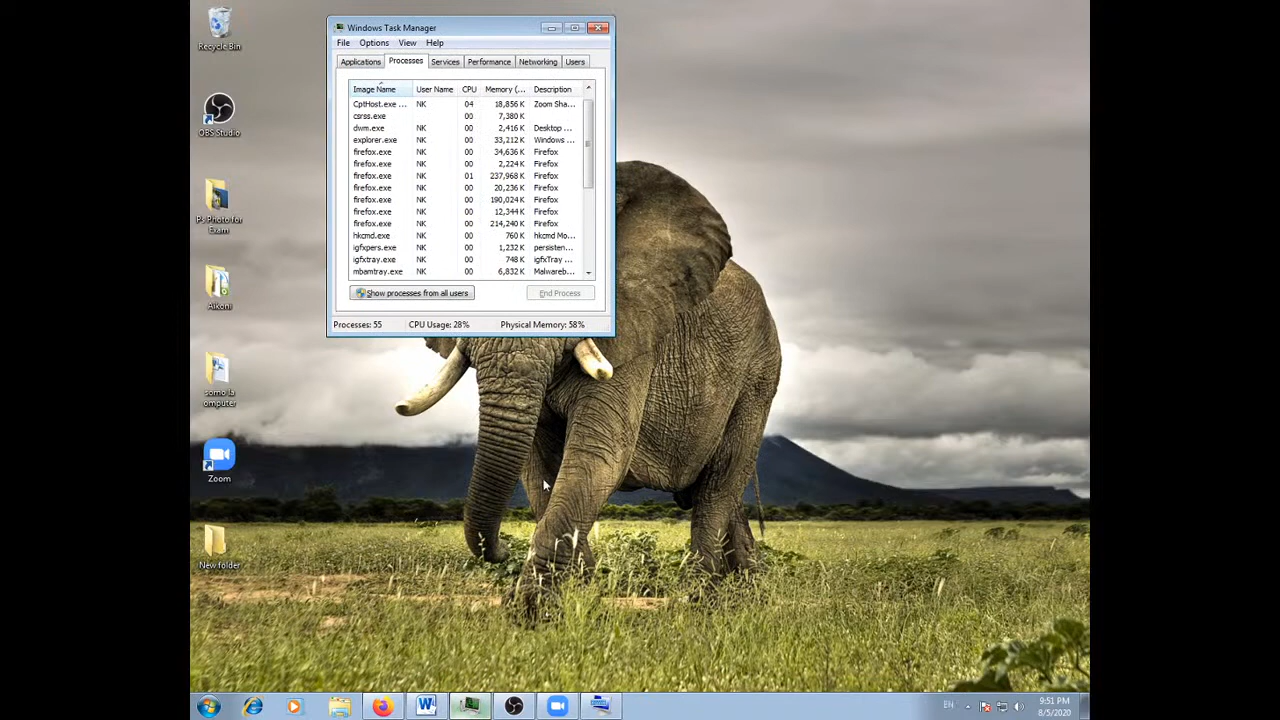 Recycle Bin
OBS Studio
Ps Photo for
Exam
Aikoni
somo la
omputer
Zoom
New folder
Windows Task Manager
File Options View Help
Applications Processes Services Performance Networking Users
Image Name User Name CPU Memory (... Description
CptHost.exe ... NK 04 18,856 K Zoom Sha...
csrss.exe 00 7,380 K
dwm.exe NK 00 2,416 K Desktop ...
explorer.exe NK 00 33,212 K Windows ...
firefox.exe NK 00 34,636 K Firefox
firefox.exe NK 00 2,224 K Firefox
firefox.exe NK 01 237,968 K Firefox
firefox.exe NK 00 20,236 K Firefox
firefox.exe NK 00 190,024 K Firefox
firefox.exe NK 00 12,344 K Firefox
firefox.exe NK 00 214,240 K Firefox
hkcmd.exe NK 00 760 K hkcmd Mo...
igfxpers.exe NK 00 1,232 K persisten...
igfxtray.exe NK 00 748 K igfxTray ...
mbamtray.exe NK 00 6,832 K Malwareb...
Show processes from all users End Process
Processes: 55 CPU Usage: 28% Physical Memory: 58%
EN
9:51 PM
8/5/2020